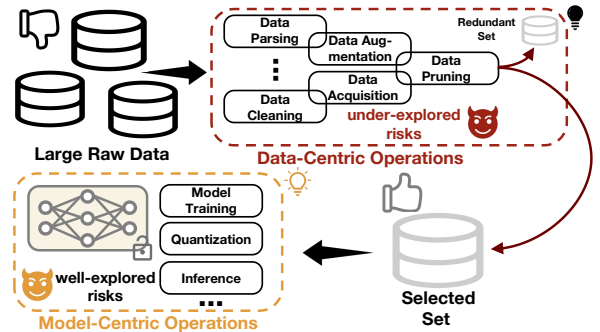 Data
Parsing
Data Aug-
mentation
Data
Pruning
Redundant
Set
Data
Acquisition
Data
Cleaning
under-explored
risks
Large Raw Data
Data-Centric Operations
Model
Training
Quantization
Inference
well-explored
risks
Model-Centric Operations
Selected
Set